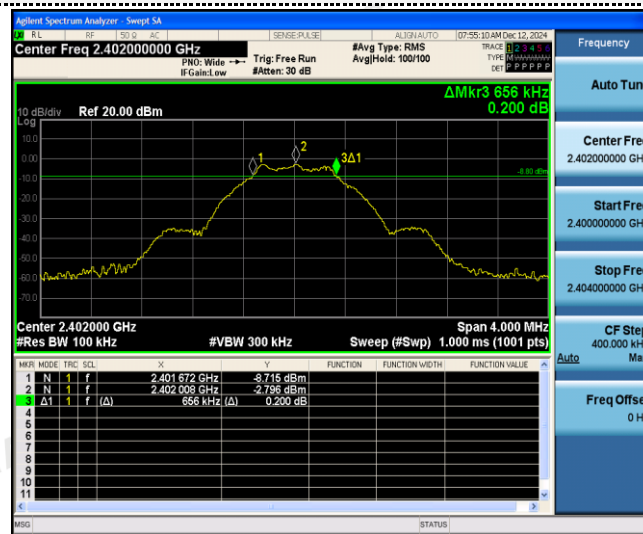 Agilent Spectrum Analyzer - Swept SA
RL RF 50 Ω AC SENSE:PULSE ALIGN AUTO 07:55:10 AM Dec 12, 2024
Center Freq 2.402000000 GHz
PNO: Wide Trig: Free Run #Avg Type: RMS TRACE 1 2 3 4 5 6
IFGain:Low #Atten: 30 dB Avg|Hold: 100/100 TYPE M
DET P P P P P P
ΔMkr3 656 kHz
0.200 dB
10 dB/div Ref 20.00 dBm
Log
10.0
0.00
-10.0
-20.0
-30.0
-40.0
-50.0
-60.0
-70.0
1
2
3Δ1
-8.80 dBm
Center 2.402000 GHz Span 4.000 MHz
#Res BW 100 kHz #VBW 300 kHz Sweep (#Swp) 1.000 ms (1001 pts)
MKR MODE TRC SCL X Y FUNCTION FUNCTION WIDTH FUNCTION VALUE
1 N 1 f 2.401 672 GHz -8.715 dBm
2 N 1 f 2.402 008 GHz -2.796 dBm
3 Δ1 1 f (Δ) 656 kHz (Δ) 0.200 dB
4
5
6
7
8
9
10
11
MSG STATUS
Frequency
Auto Tun
Center Fre
2.402000000 GH
Start Fre
2.400000000 GH
Stop Fre
2.404000000 GH
CF Ste
400.000 kH
Auto Ma
Freq Offse
0 H